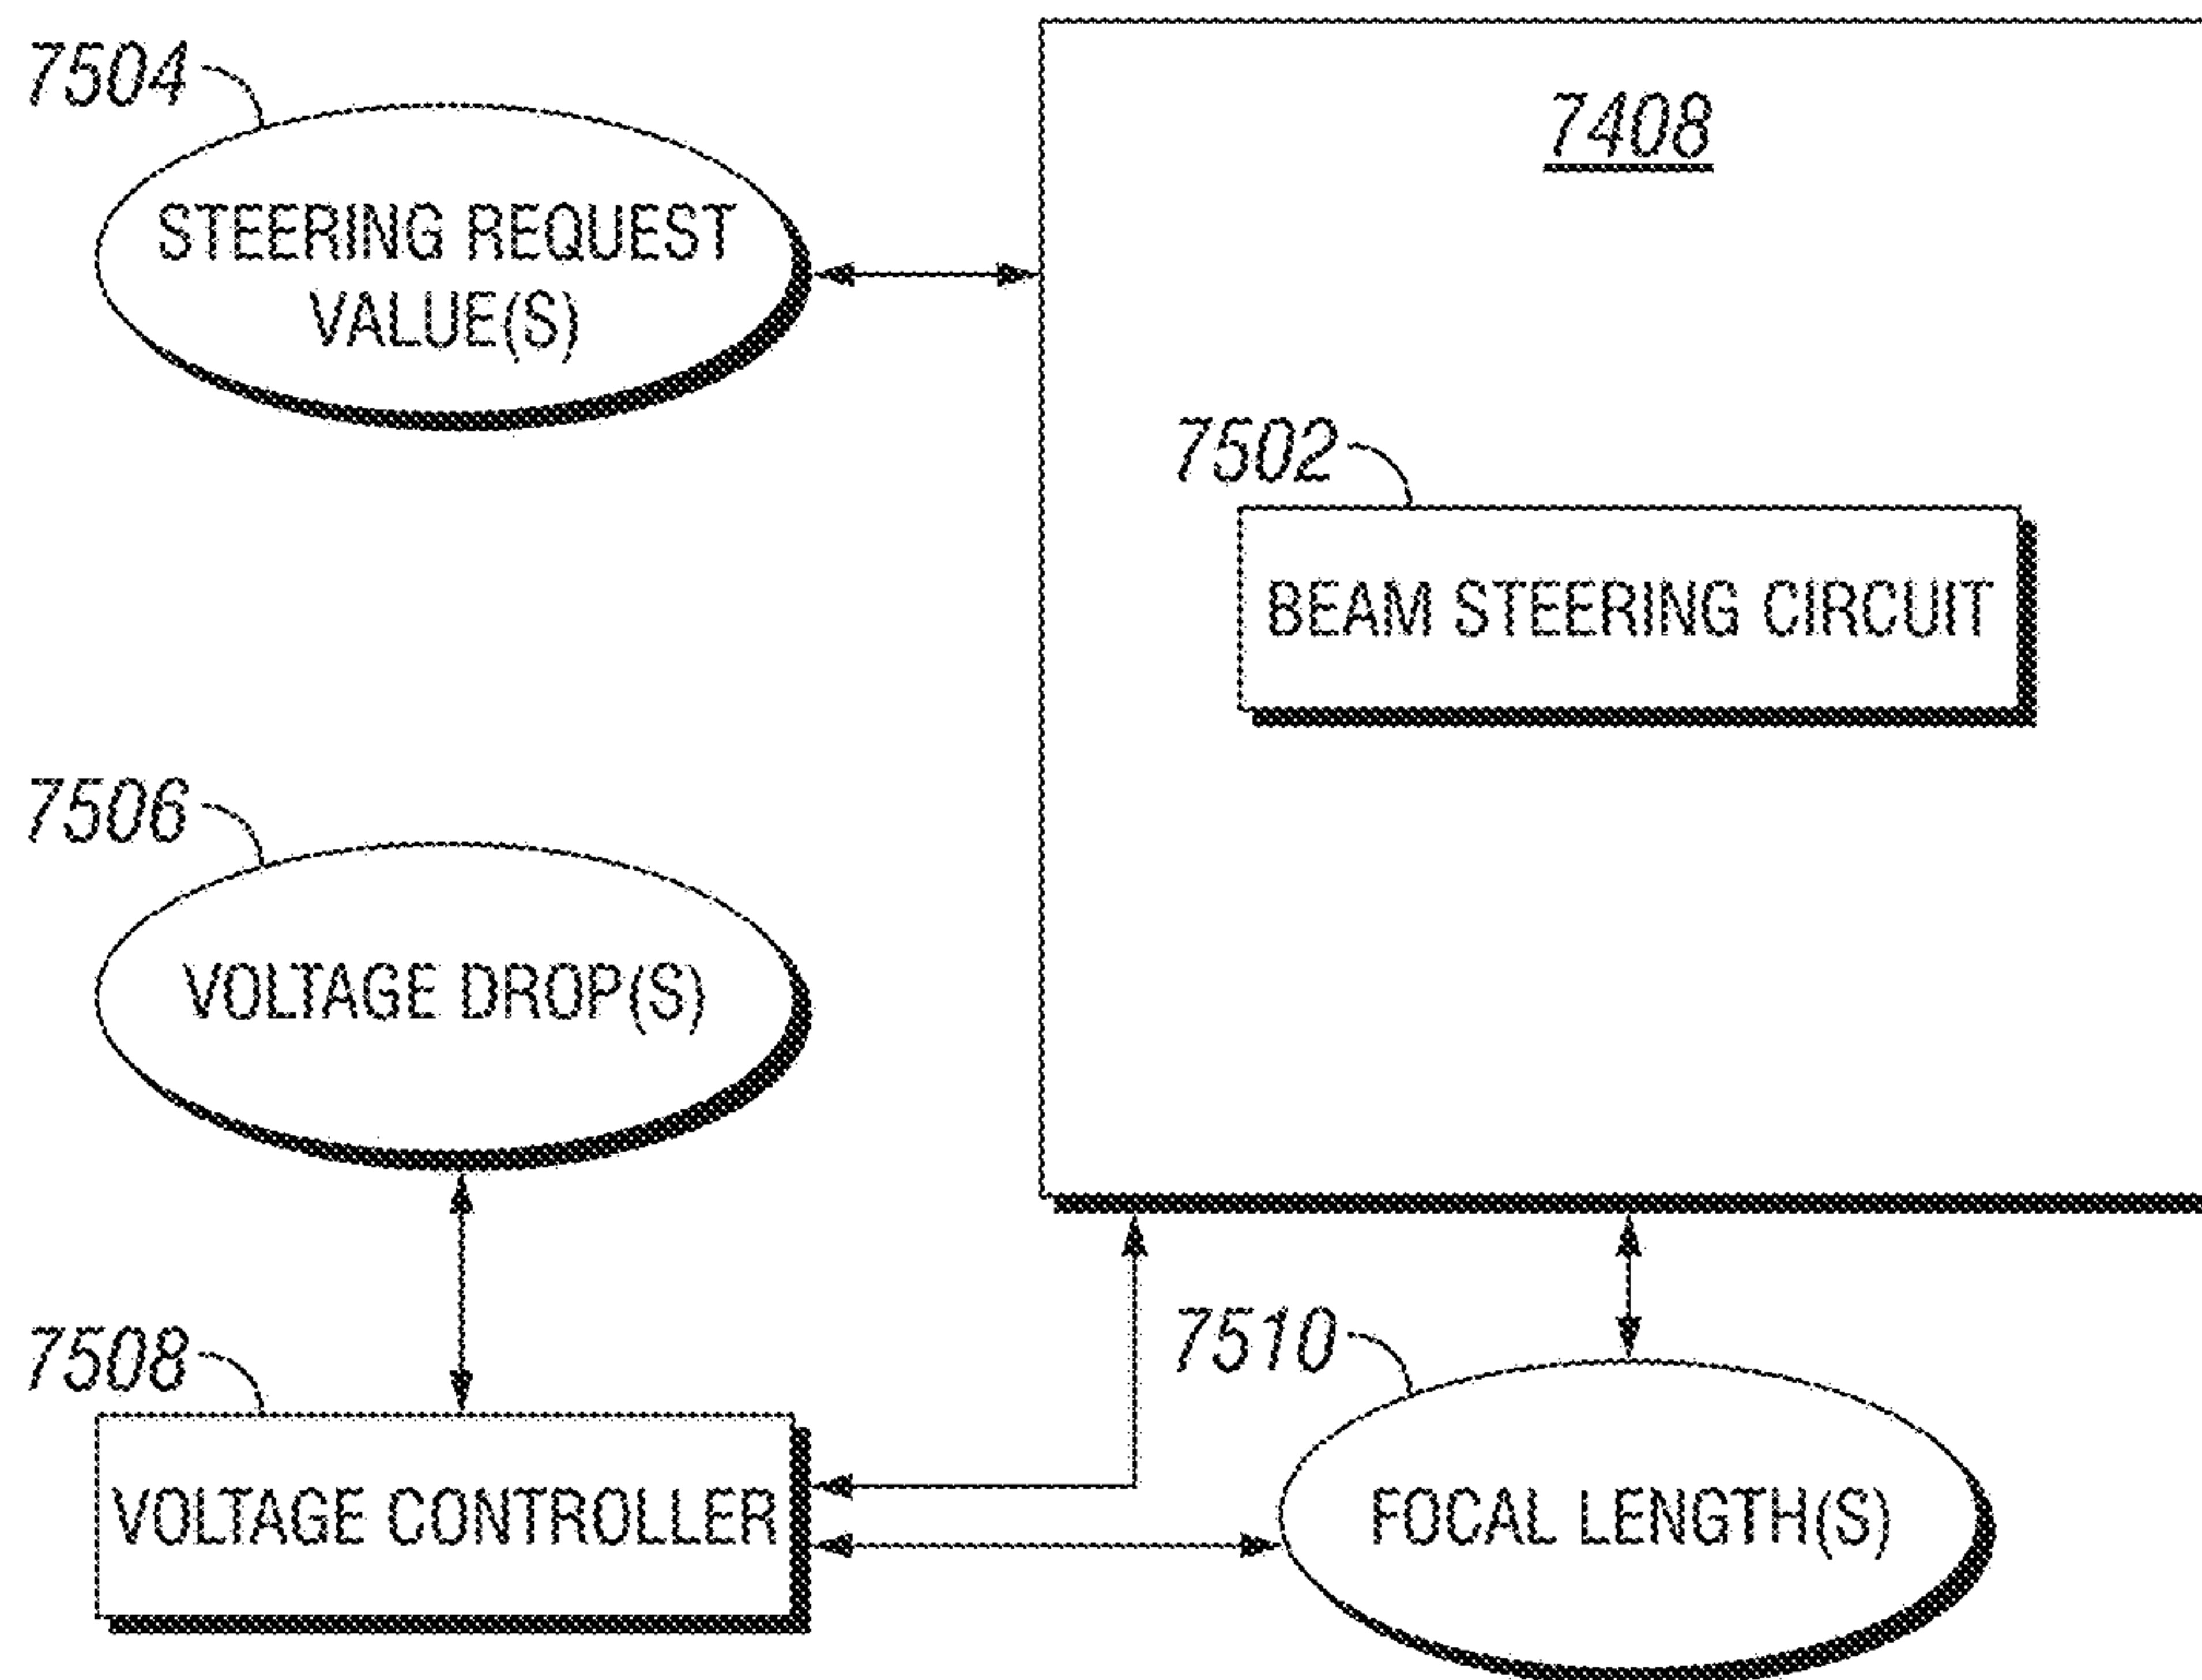 7504
STEERING REQUEST
VALUE(S)
7408
7502
BEAM STEERING CIRCUIT
7506
VOLTAGE DROP(S)
7508
VOLTAGE CONTROLLER
7510
FOCAL LENGTH(S)